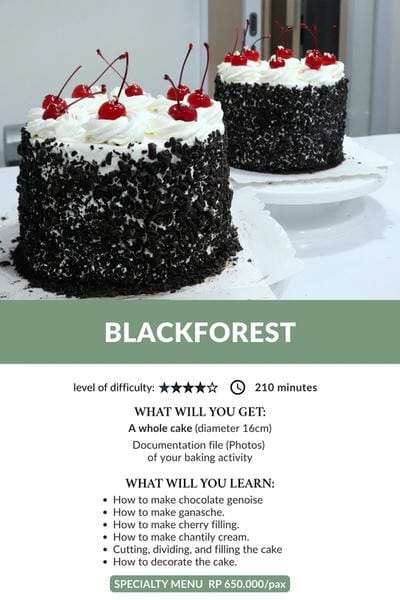 BLACKFOREST
level of difficulty: ★★★★☆ 210 minutes
WHAT WILL YOU GET:
A whole cake (diameter 16cm)
Documentation file (Photos)
of your baking activity
WHAT WILL YOU LEARN:
• How to make chocolate genoise
• How to make ganasche.
• How to make cherry filling.
• How to make chantily cream.
• Cutting, dividing, and filling the cake
• How to decorate the cake.
SPECIALTY MENU RP 650.000/pax